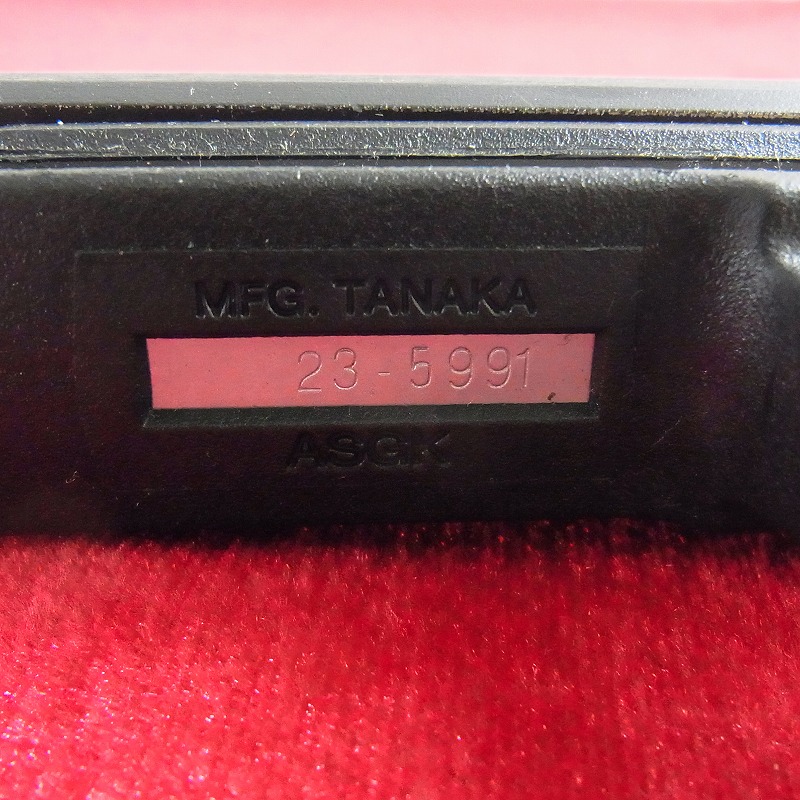 MFG. TANAKA
23-5991
ASGK